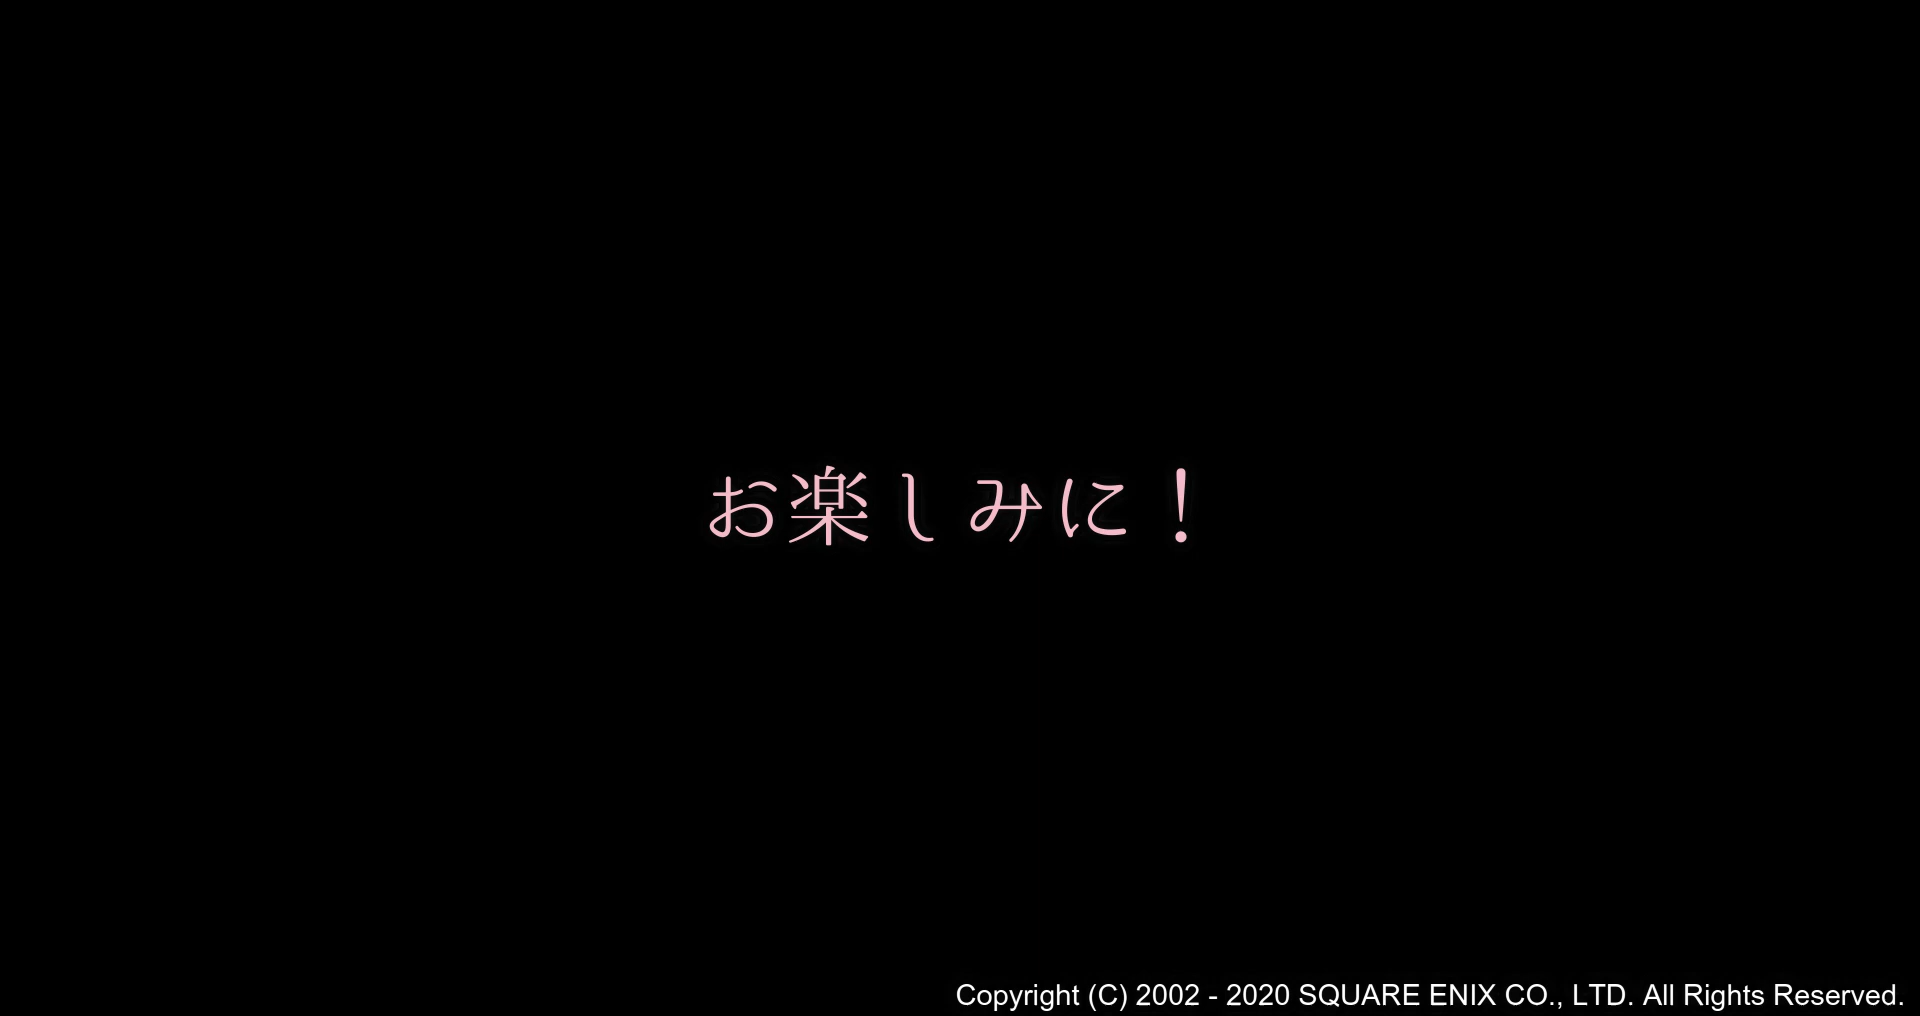 お楽しみに！
Copyright (C) 2002 - 2020 SQUARE ENIX CO., LTD. All Rights Reserved.